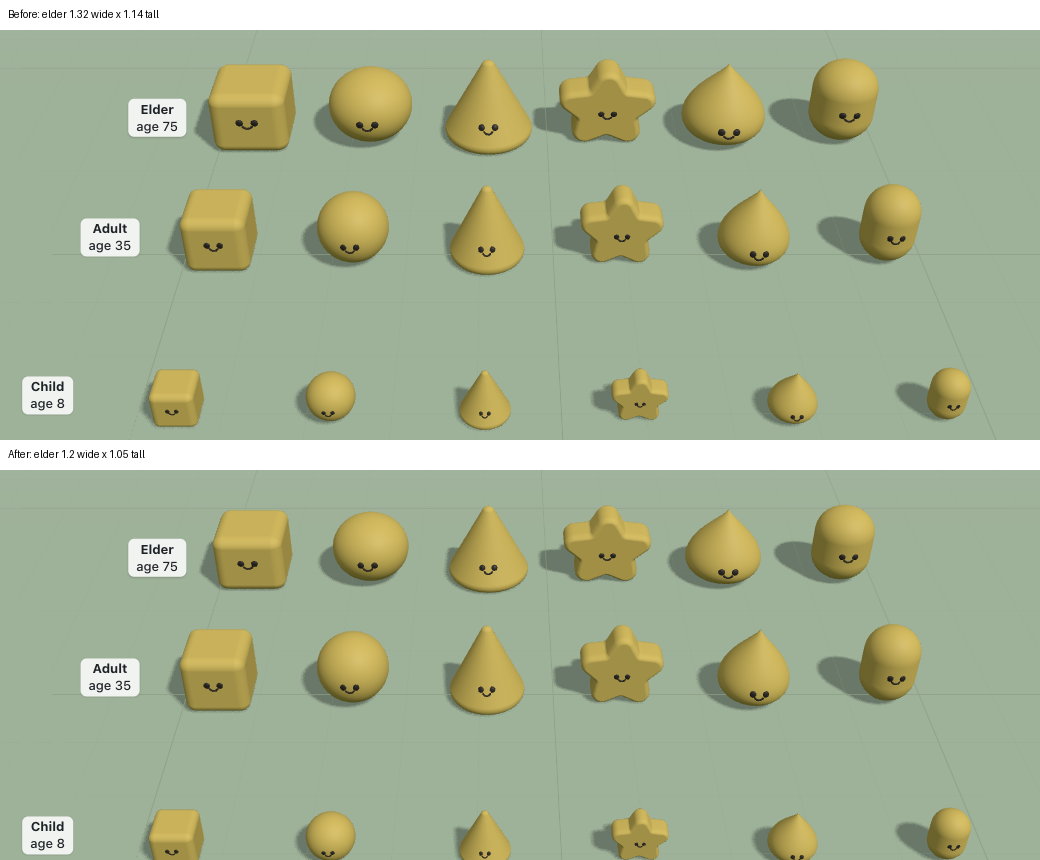 Before: elder 1.32 wide x 1.14 tall
Elder
age 75
Adult
age 35
Child
age 8
After: elder 1.2 wide x 1.05 tall
Elder
age 75
Adult
age 35
Child
age 8